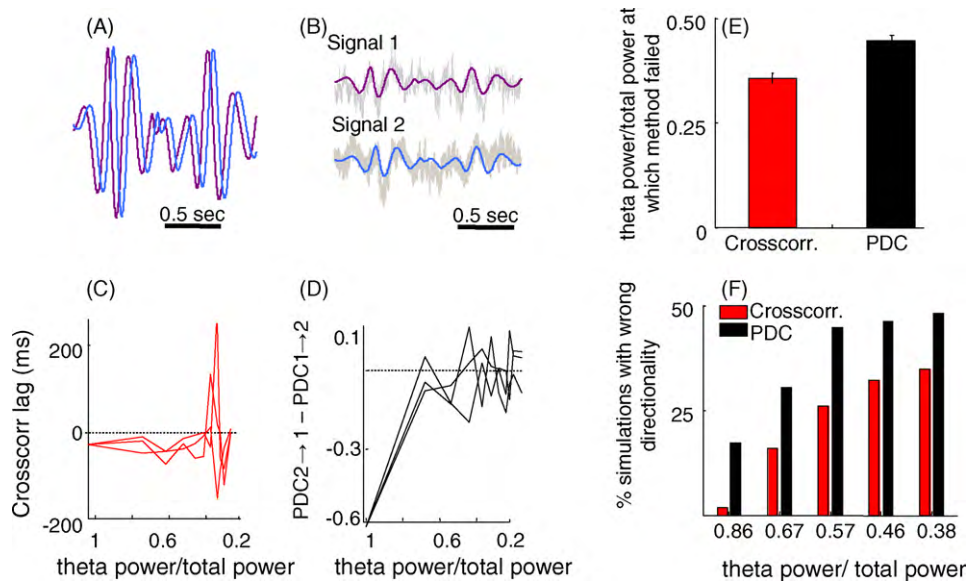 (A)
0.5 sec
(B)
Signal 1
Signal 2
0.5 sec
(E)
theta power/total power at
which method failed
0.50
0.25
0
Crosscorr.
PDC
(C)
Crosscorr lag (ms)
200
0
-200
1
0.6
0.2
theta power/total power
(D)
PDC2→1 – PDC1→2
0.1
-0.3
-0.6
1
0.6
0.2
theta power/total power
(F)
Crosscorr.
PDC
% simulations with wrong
directionality
50
25
0.86
0.67
0.57
0.46
0.38
theta power/ total power